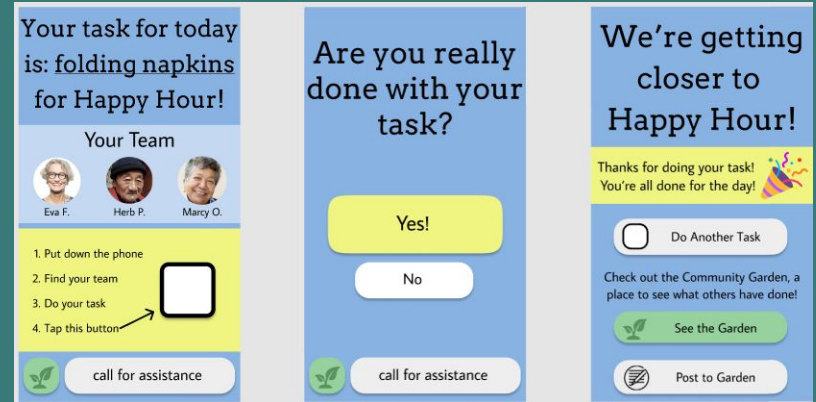 Your task for today
is: folding napkins
for Happy Hour!
Your Team
Eva F.
Herb P.
Marcy O.
1. Put down the phone
2. Find your team
3. Do your task
4. Tap this button
call for assistance
Are you really
done with your
task?
Yes!
No
call for assistance
We're getting
closer to
Happy Hour!
Thanks for doing your task!
You're all done for the day!
Do Another Task
Check out the Community Garden, a
place to see what others have done!
See the Garden
Post to Garden